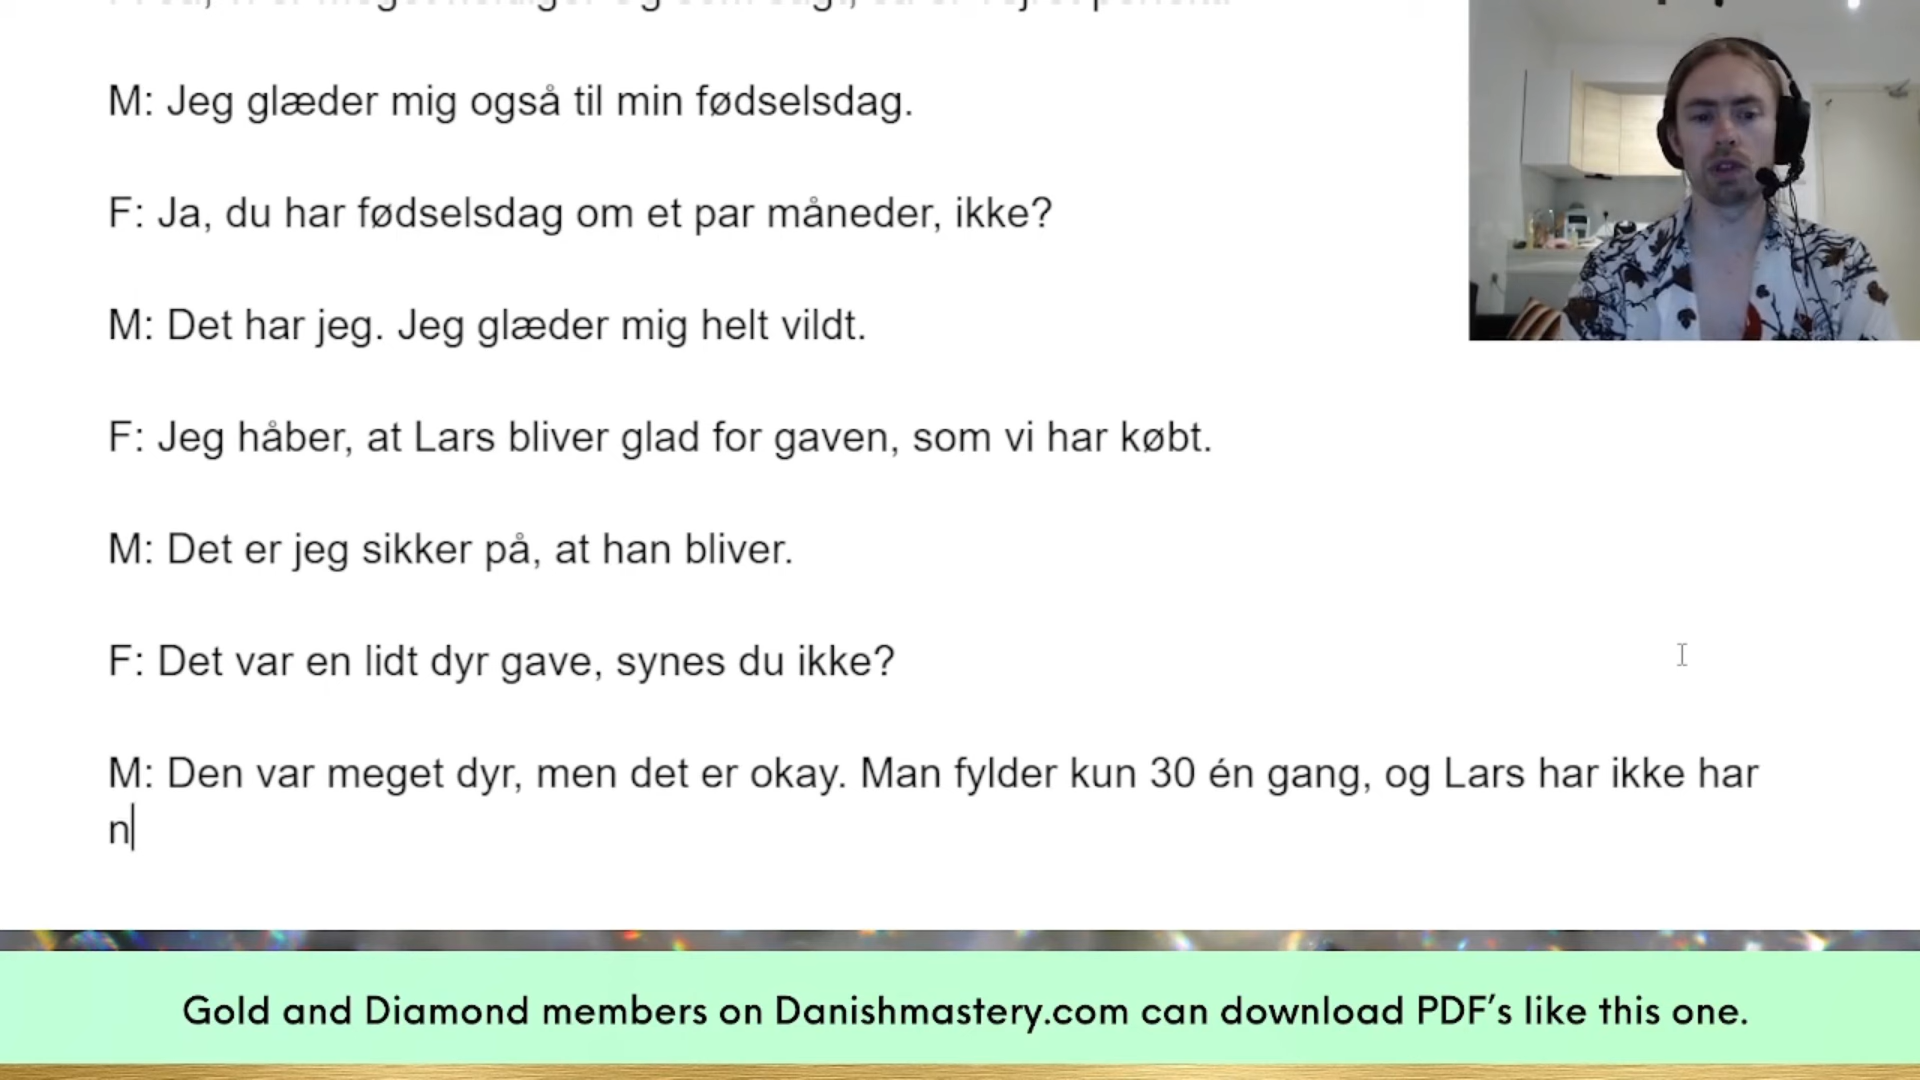 M: Jeg glæder mig også til min fødselsdag.
F: Ja, du har fødselsdag om et par måneder, ikke?
M: Det har jeg. Jeg glæder mig helt vildt.
F: Jeg håber, at Lars bliver glad for gaven, som vi har købt.
M: Det er jeg sikker på, at han bliver.
F: Det var en lidt dyr gave, synes du ikke?
M: Den var meget dyr, men det er okay. Man fylder kun 30 én gang, og Lars har ikke har
n
Gold and Diamond members on Danishmastery.com can download PDF’s like this one.